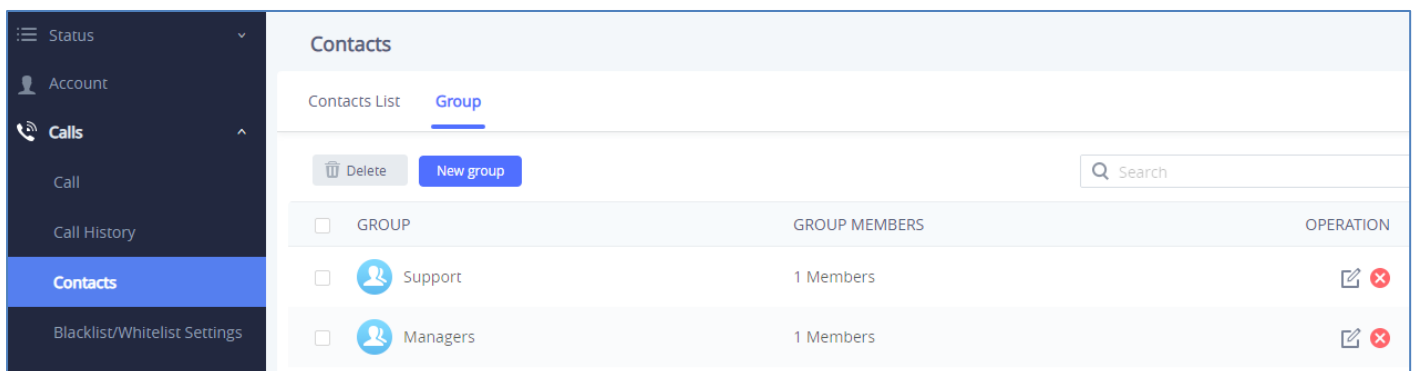 Status
Account
Calls
Call
Call History
Contacts
Blacklist/Whitelist Settings
Contacts
Contacts List Group
Delete New group Search
GROUP GROUP MEMBERS OPERATION
Support 1 Members
Managers 1 Members